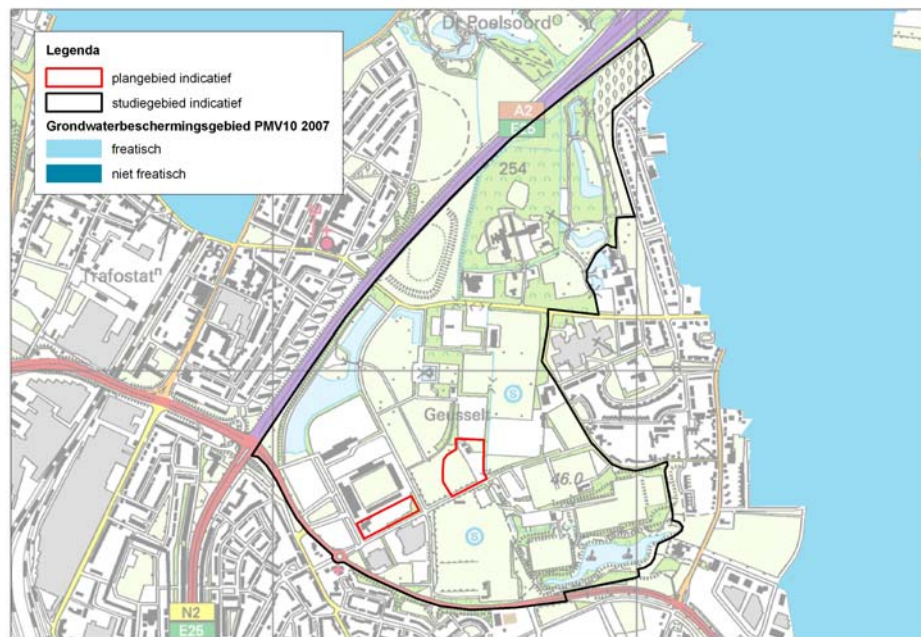 Legenda
plangebied indicatief
studiegebied indicatief
Grondwaterbeschermingsgebied PMV10 2007
freatisch
niet freatisch
Dr Poelsoord
A2
E25
254
Trafostatn
Geusselt
S
46.0
S
N2
E25